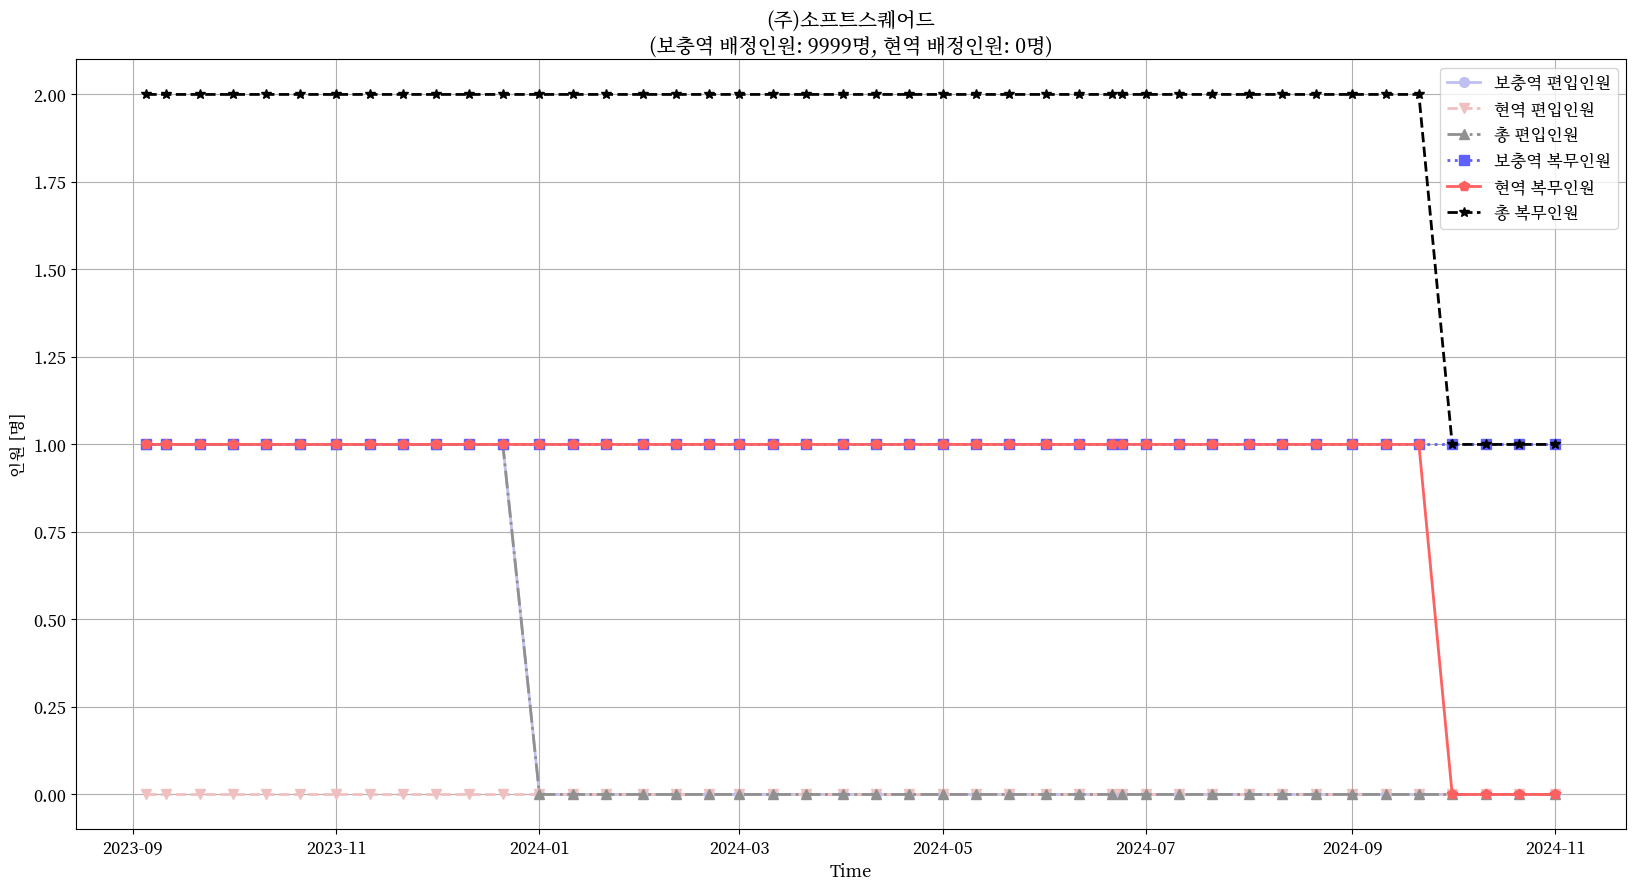 (주)소프트스퀘어드
(보충역 배정인원: 9999명, 현역 배정인원: 0명)
보충역 편입인원
현역 편입인원
총 편입인원
보충역 복무인원
현역 복무인원
총 복무인원
인원 [명]
2.00
1.75
1.50
1.25
1.00
0.75
0.50
0.25
0.00
2023-09
2023-11
2024-01
2024-03
2024-05
2024-07
2024-09
2024-11
Time